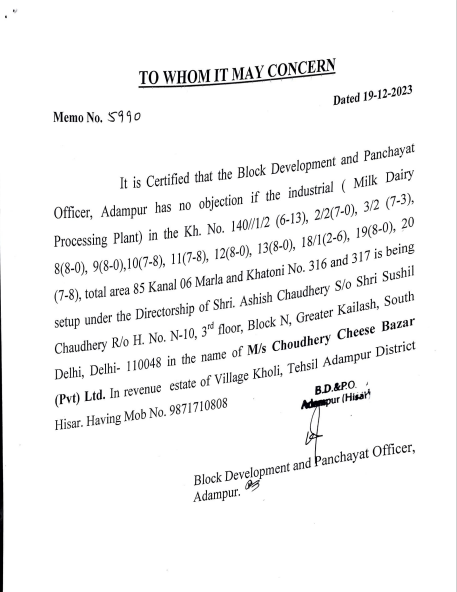 TO WHOM IT MAY CONCERN
Dated 19-12-2023
Memo No. 5990
It is Certified that the Block Development and Panchayat
Officer, Adampur has no objection if the industrial ( Milk Dairy
Processing Plant) in the Kh. No. 140//1/2 (6-13), 2/2(7-0), 3/2 (7-3),
8(8-0), 9(8-0),10(7-8), 11(7-8), 12(8-0), 13(8-0), 18/1(2-6), 19(8-0), 20
(7-8), total area 85 Kanal 06 Marla and Khatoni No. 316 and 317 is being
setup under the Directorship of Shri. Ashish Chaudhery S/o Shri Sushil
Chaudhery R/o H. No. N-10, 3rd floor, Block N, Greater Kailash, South
Delhi, Delhi- 110048 in the name of M/s Choudhery Cheese Bazar
(Pvt) Ltd. In revenue estate of Village Kholi, Tehsil Adampur District
Hisar. Having Mob No. 9871710808
B.D.&P.O.
Adampur (Hisar)
Block Development and Panchayat Officer,
Adampur.